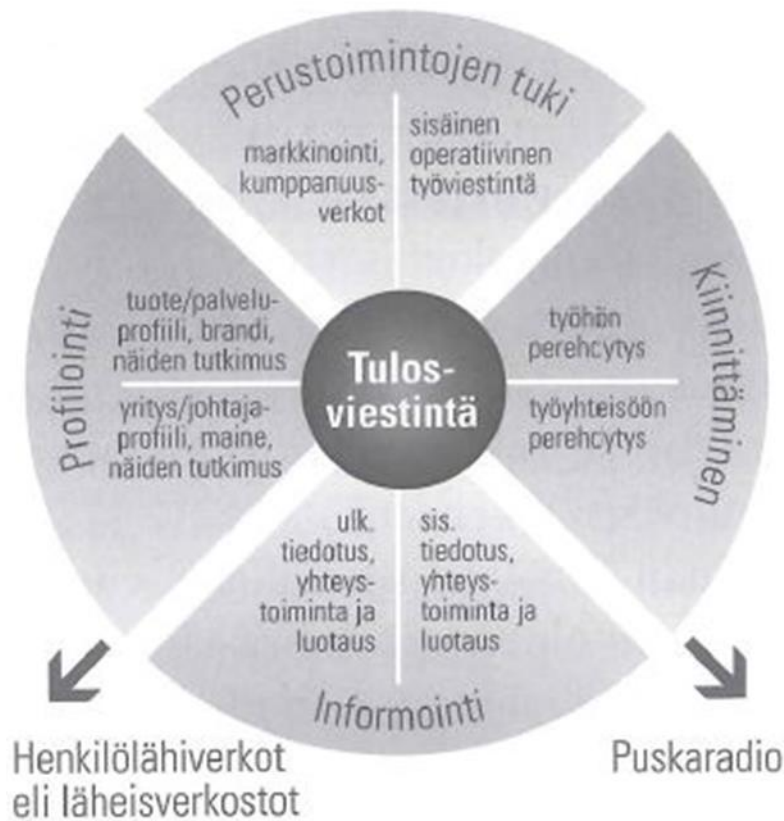 Perustoimintojen tuki
markkinointi,
kumppanuus-
verkot
sisäinen
operatiivinen
työviestintä
Profilointi
tuote/palvelu-
profiili, brandi,
näiden tutkimus
yritys/johtaja-
profiili, maine,
näiden tutkimus
Tulos-
viestintä
Kiinnittäminen
työhön
perehcytys
työyhteisöön
perehcytys
ulk.
tiedotus,
yhteys-
toiminta ja
luotaus
sis.
tiedotus,
yhteys-
toiminta ja
luotaus
Informointi
Henkilölähiverkot
eli läheisverkostot
Puskaradio